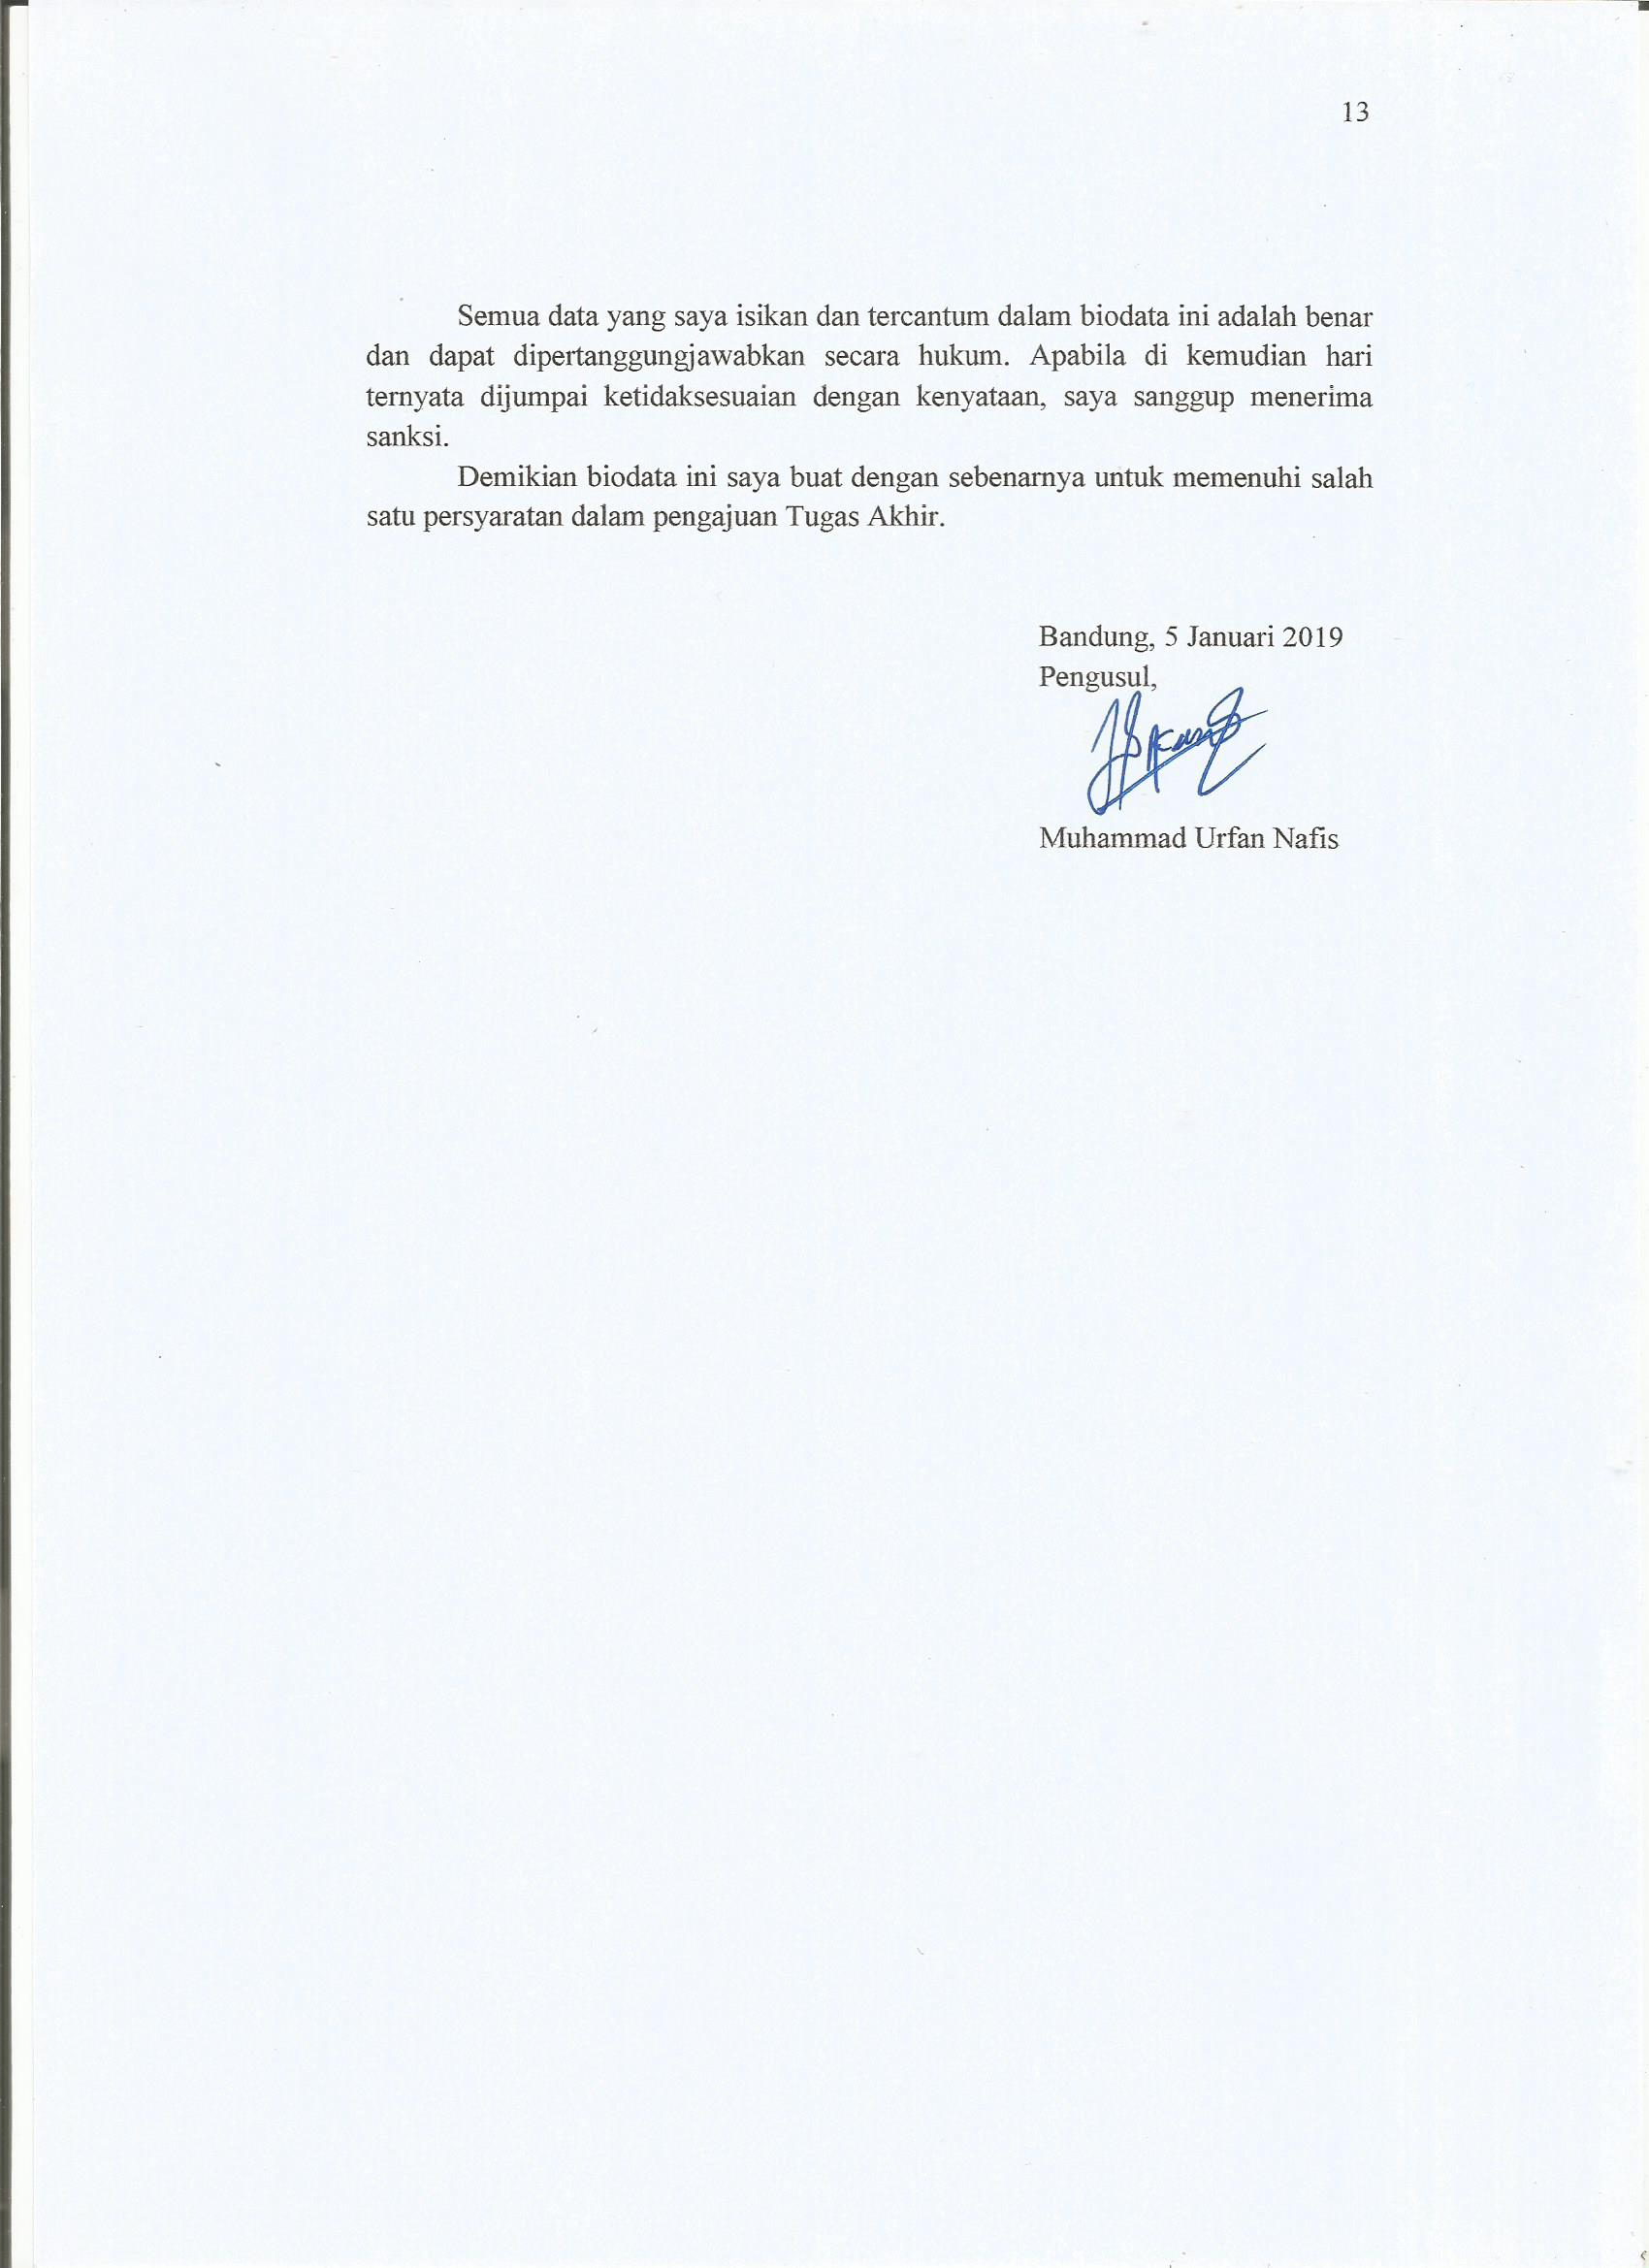 13
Semua data yang saya isikan dan tercantum dalam biodata ini adalah benar
dan dapat dipertanggungjawabkan secara hukum. Apabila di kemudian hari
ternyata dijumpai ketidaksesuaian dengan kenyataan, saya sanggup menerima
sanksi.
Demikian biodata ini saya buat dengan sebenarnya untuk memenuhi salah
satu persyaratan dalam pengajuan Tugas Akhir.
Bandung, 5 Januari 2019
Pengusul,
Muhammad Urfan Nafis